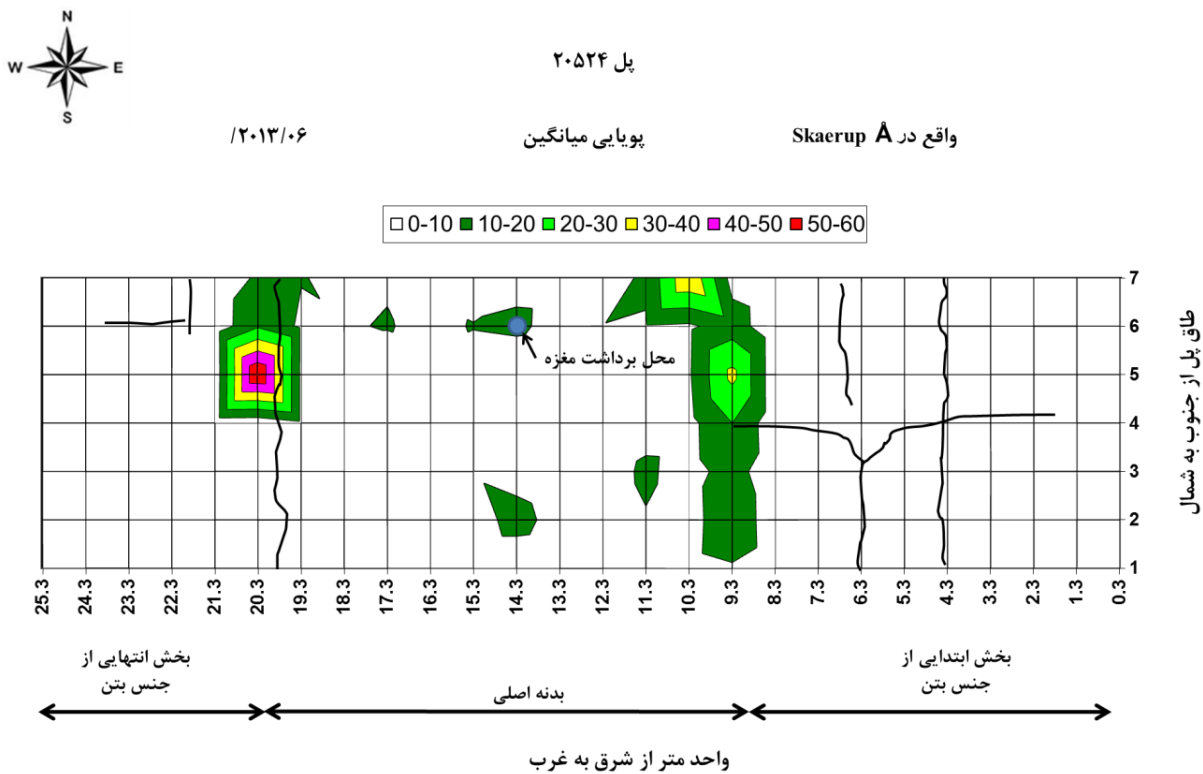 N
W E
S
پل ۲۰۵۲۴
واقع در Skaerup Å پویایی میانگین /۲۰۱۳/۰۶
0-10 10-20 20-30 30-40 40-50 50-60
محل برداشت مغزه
7
6
5
4
3
2
1
طاق پل از جنوب به شمال
25.3 23.3 22.3 21.3 20.3 19.3 18.3 17.3 16.3 15.3 14.3 12.3 11.3 10.3 9.3 8.3 7.3 6.3 5.3 4.3 3.3 2.3 1.3 0.3
بخش ابتدایی از
جنس بتن
بدنه اصلی
بخش انتهایی از
جنس بتن
واحد متر از شرق به غرب